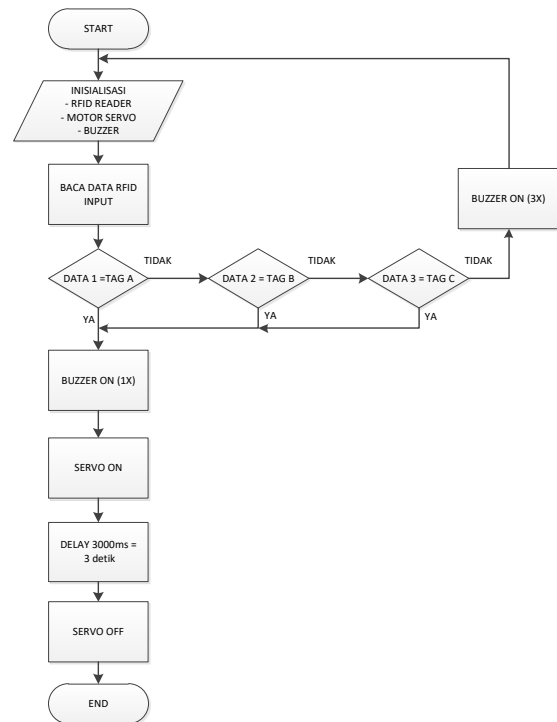 START
INISIALISASI
- RFID READER
- MOTOR SERVO
- BUZZER
BACA DATA RFID
INPUT
BUZZER ON (3X)
DATA 1 =TAG A
TIDAK
DATA 2 = TAG B
TIDAK
DATA 3 = TAG C
TIDAK
YA
YA
YA
BUZZER ON (1X)
SERVO ON
DELAY 3000ms =
3 detik
SERVO OFF
END